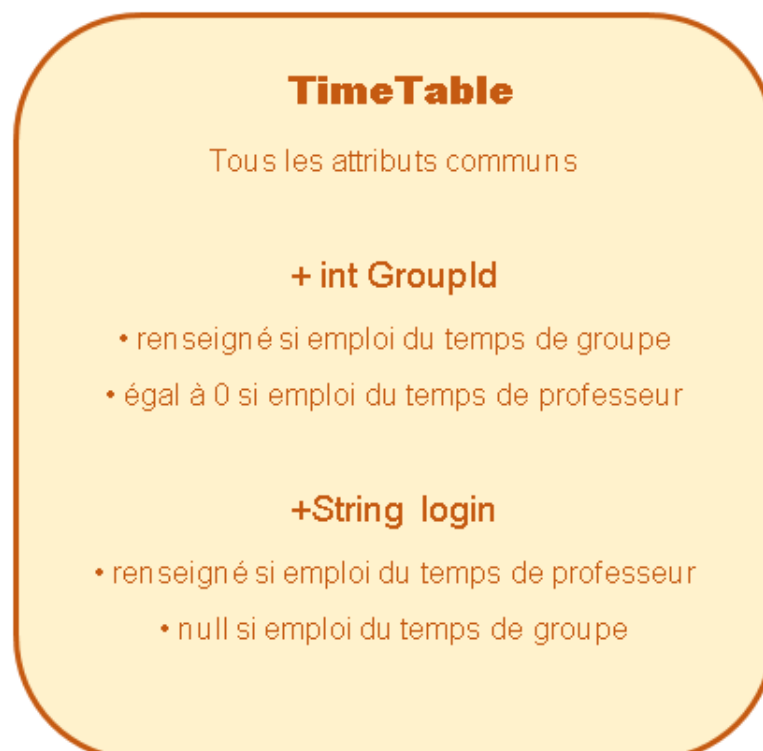 TimeTable
Tous les attributs communs
+ int GroupId
• renseigné si emploi du temps de groupe
• égal à 0 si emploi du temps de professeur
+String login
• renseigné si emploi du temps de professeur
• null si emploi du temps de groupe